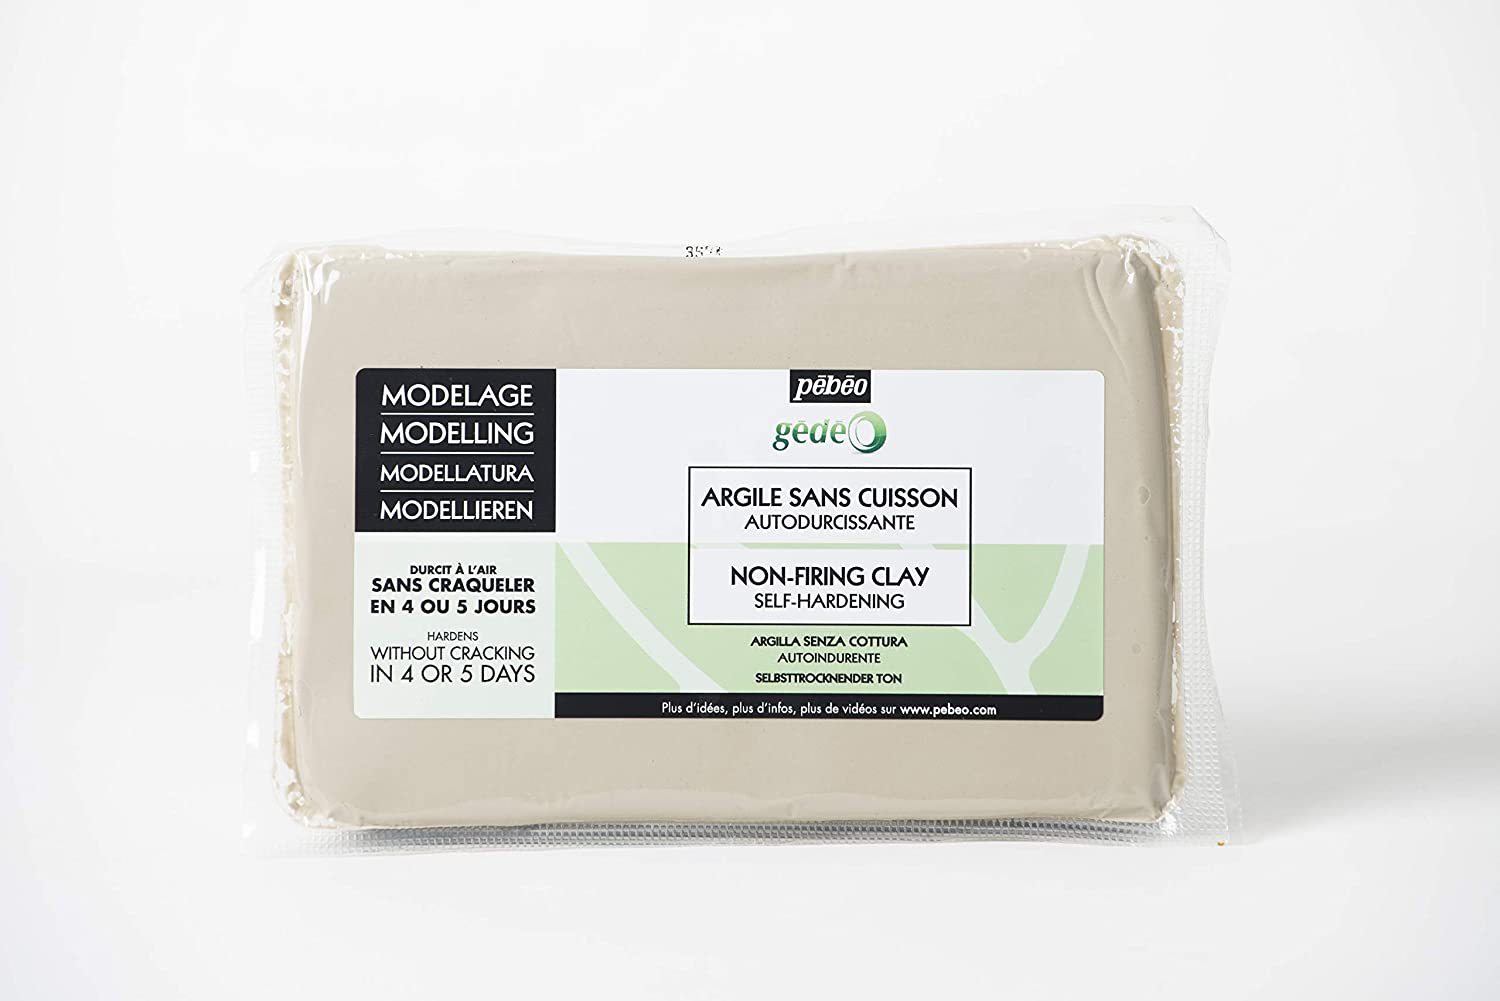 MODELAGE
MODELLING
MODELLATURA
MODELLIEREN
DURCIT À L'AIR
SANS CRAQUELER
EN 4 OU 5 JOURS
HARDENS
WITHOUT CRACKING
IN 4 OR 5 DAYS
pēbēo
gēdēO
ARGILE SANS CUISSON
AUTODURCISSANTE
NON-FIRING CLAY
SELF-HARDENING
ARGILLA SENZA COTTURA
AUTOINDURENTE
SELBSTTROCKNENDER TON
Plus d'idées, plus d'infos, plus de vidéos sur www.pebeo.com